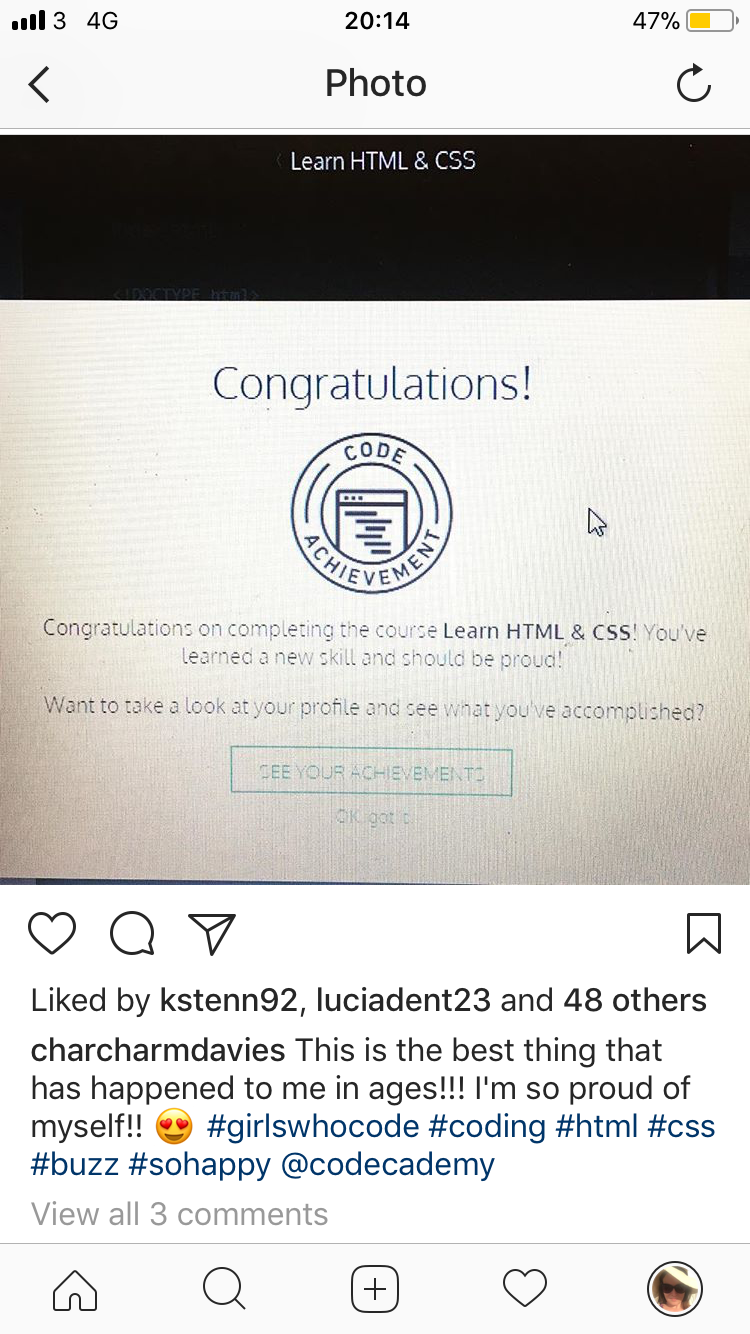 3 4G 20:14 47%
Photo
Learn HTML & CSS
<!DOCTYPE html>
Congratulations!
CODE
ACHIEVEMENT
Congratulations on completing the course Learn HTML & CSS! You've
learned a new skill and should be proud!
Want to take a look at your profile and see what you've accomplished?
SEE YOUR ACHIEVEMENTS
OK, got it
Liked by kstenn92, luciadent23 and 48 others
charcharmdavies This is the best thing that
has happened to me in ages!!! I'm so proud of
myself!! 😍 #girlswhocode #coding #html #css
#buzz #sohappy @codecademy
View all 3 comments